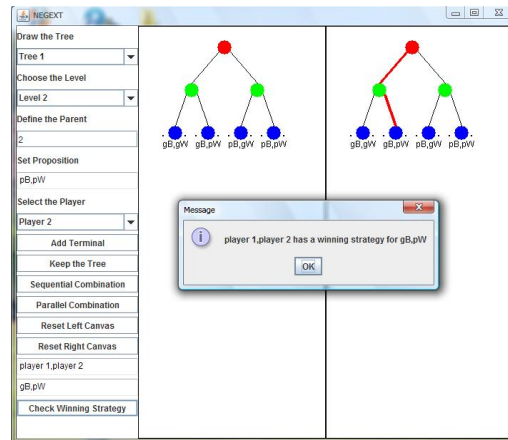 NEGEXT
Draw the Tree
Tree 1
Choose the Level
Level 2
Define the Parent
2
Set Proposition
pB,pW
Select the Player
Player 2
Add Terminal
Keep the Tree
Sequential Combination
Parallel Combination
Reset Left Canvas
Reset Right Canvas
player 1,player 2
gB,pW
Check Winning Strategy
gB,gW gB,pW pB,gW pB,pW
gB,gW gB,pW pB,gW pB,pW
Message
player 1,player 2 has a winning strategy for gB,pW
OK